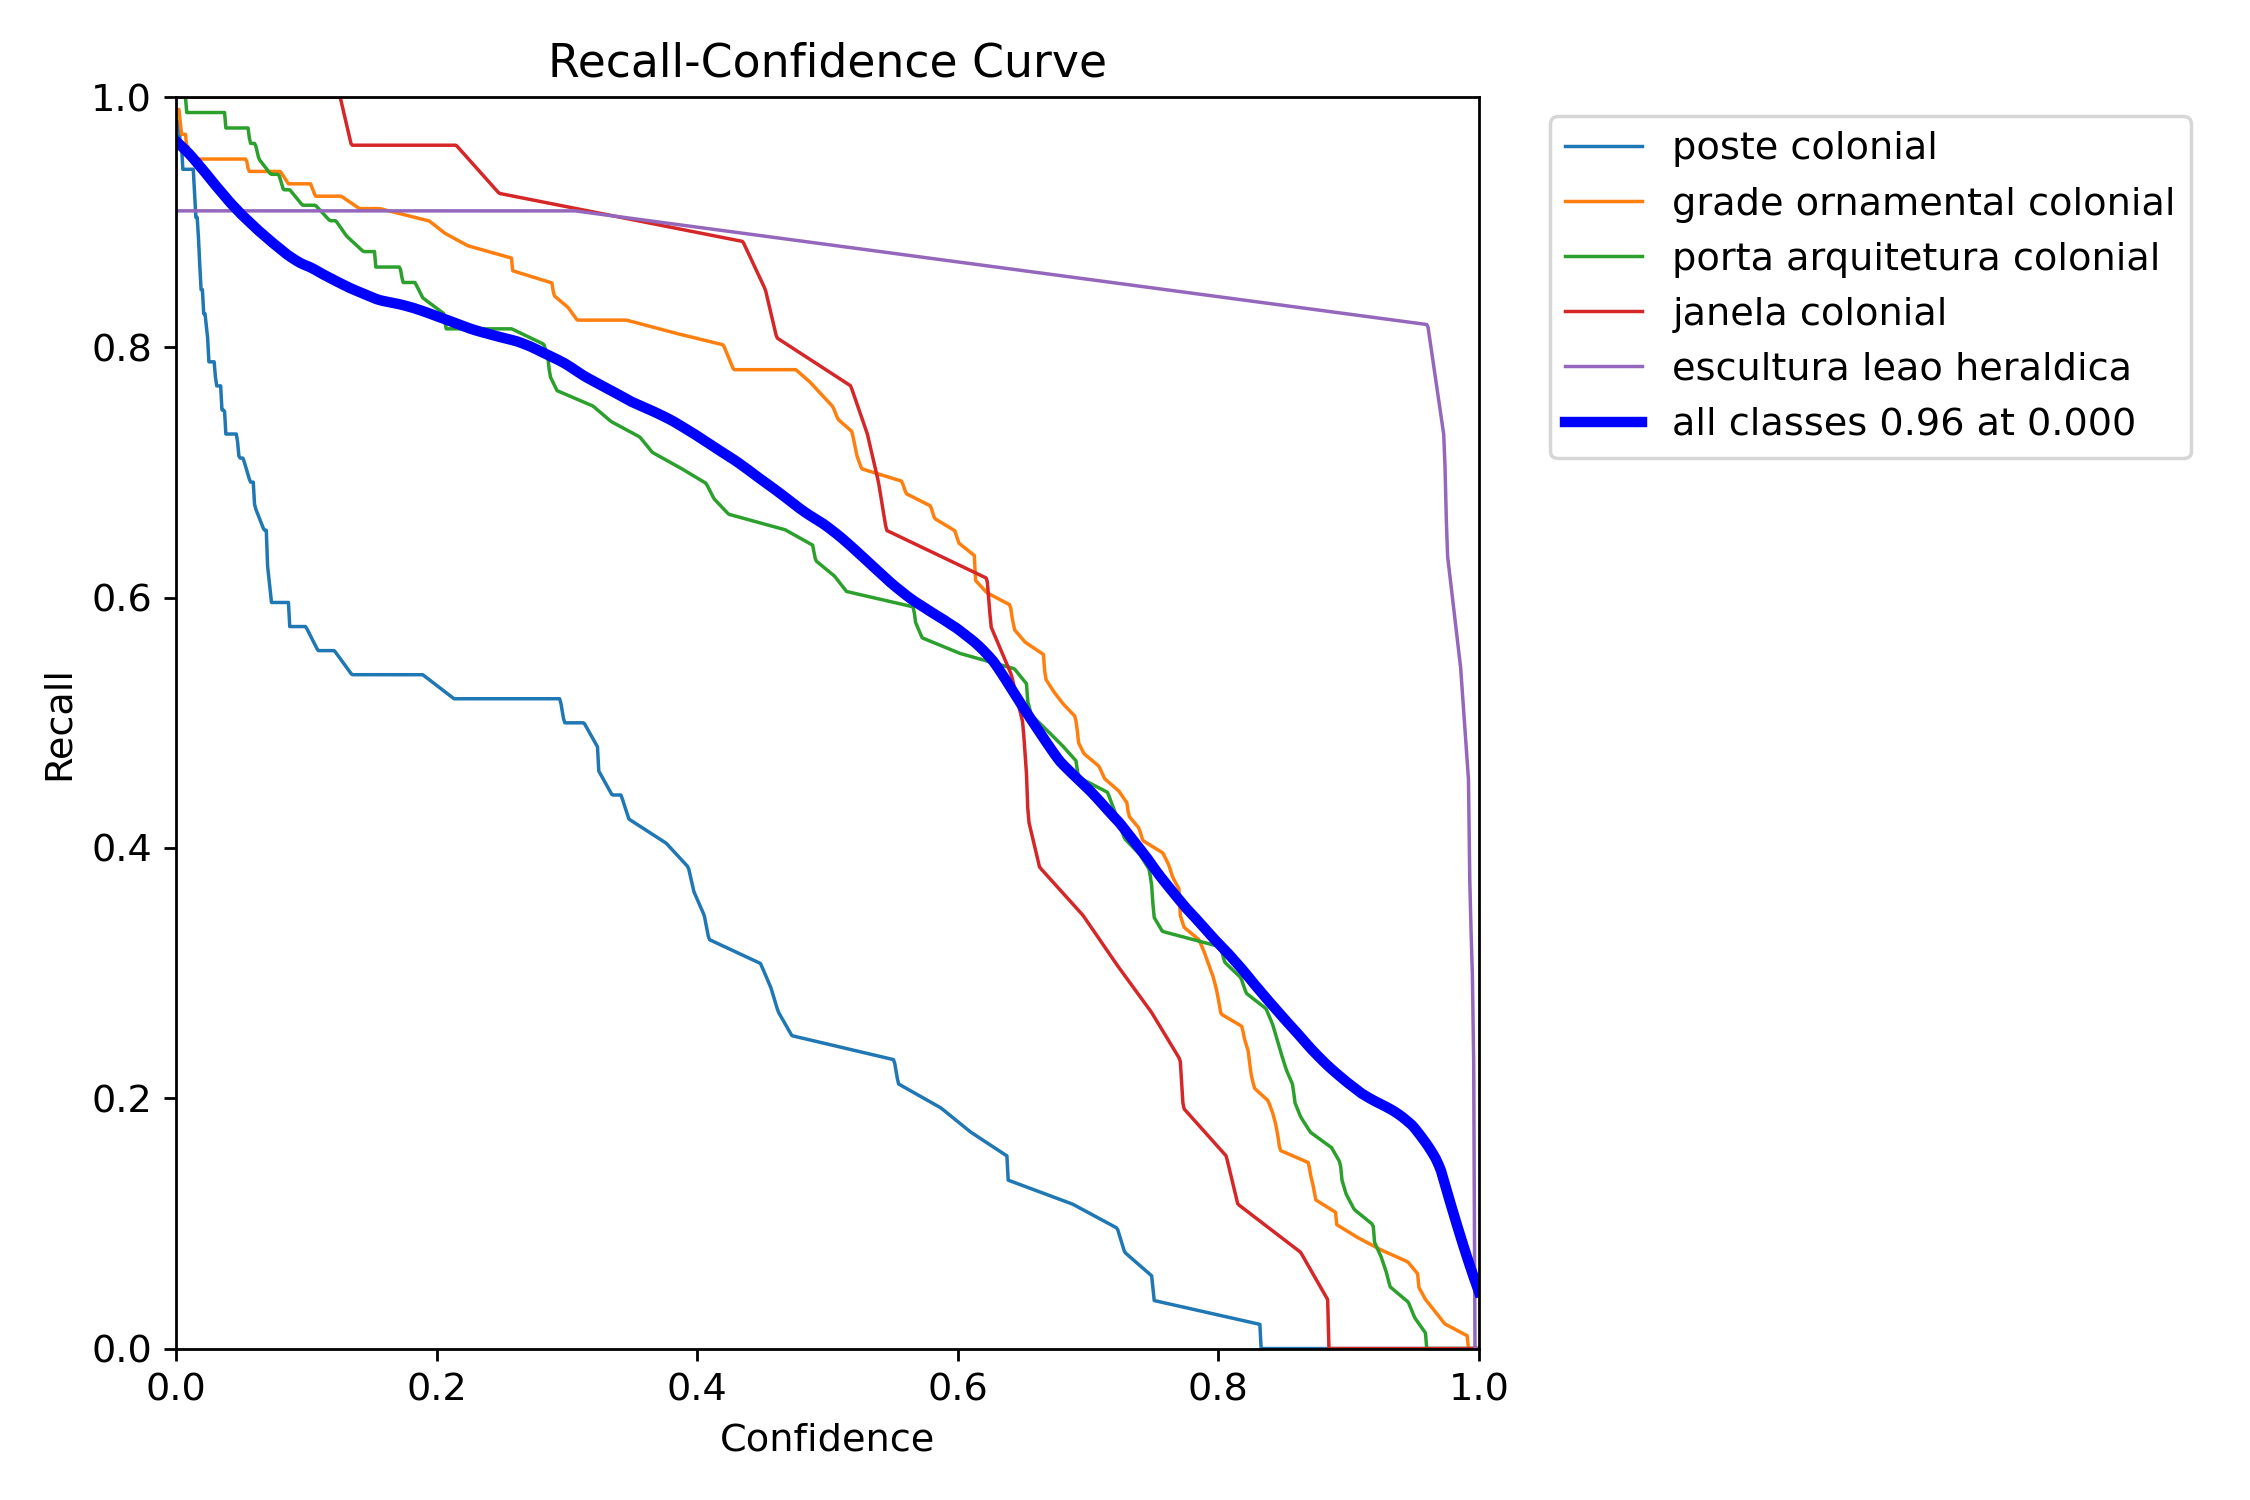 Recall-Confidence Curve
1.0
0.8
0.6
0.4
0.2
0.0
Recall
0.0 0.2 0.4 0.6 0.8 1.0
Confidence
poste colonial
grade ornamental colonial
porta arquitetura colonial
janela colonial
escultura leao heraldica
all classes 0.96 at 0.000